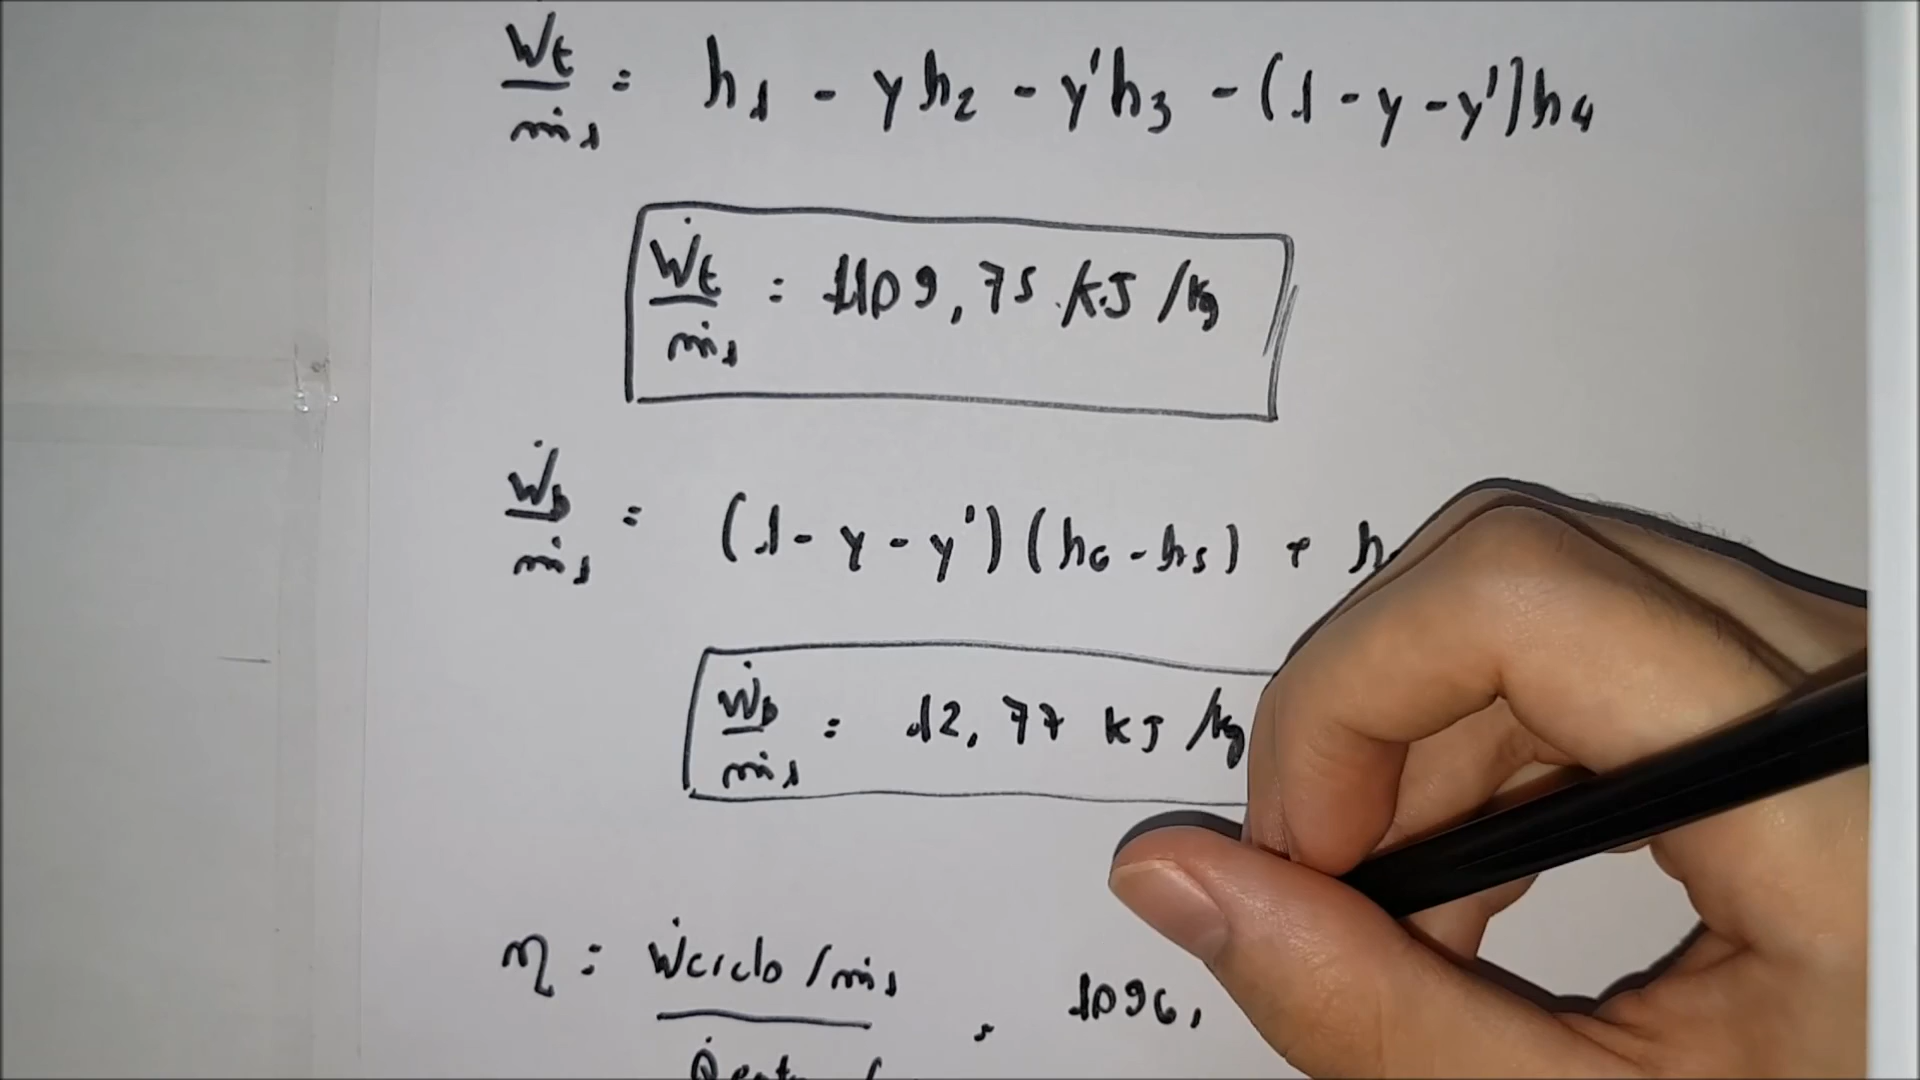 Ẇt/ṁ1 = h1 - yh2 - y'h3 - (1-y-y')h4
Ẇt/ṁ1 = 1109,75 kJ/kg
Ẇb/ṁ1 = (1-y-y')(h6-h5) + h
Ẇb/ṁ1 = 12,77 kJ/kg
η = Ẇciclo/ṁ1 = 1096,